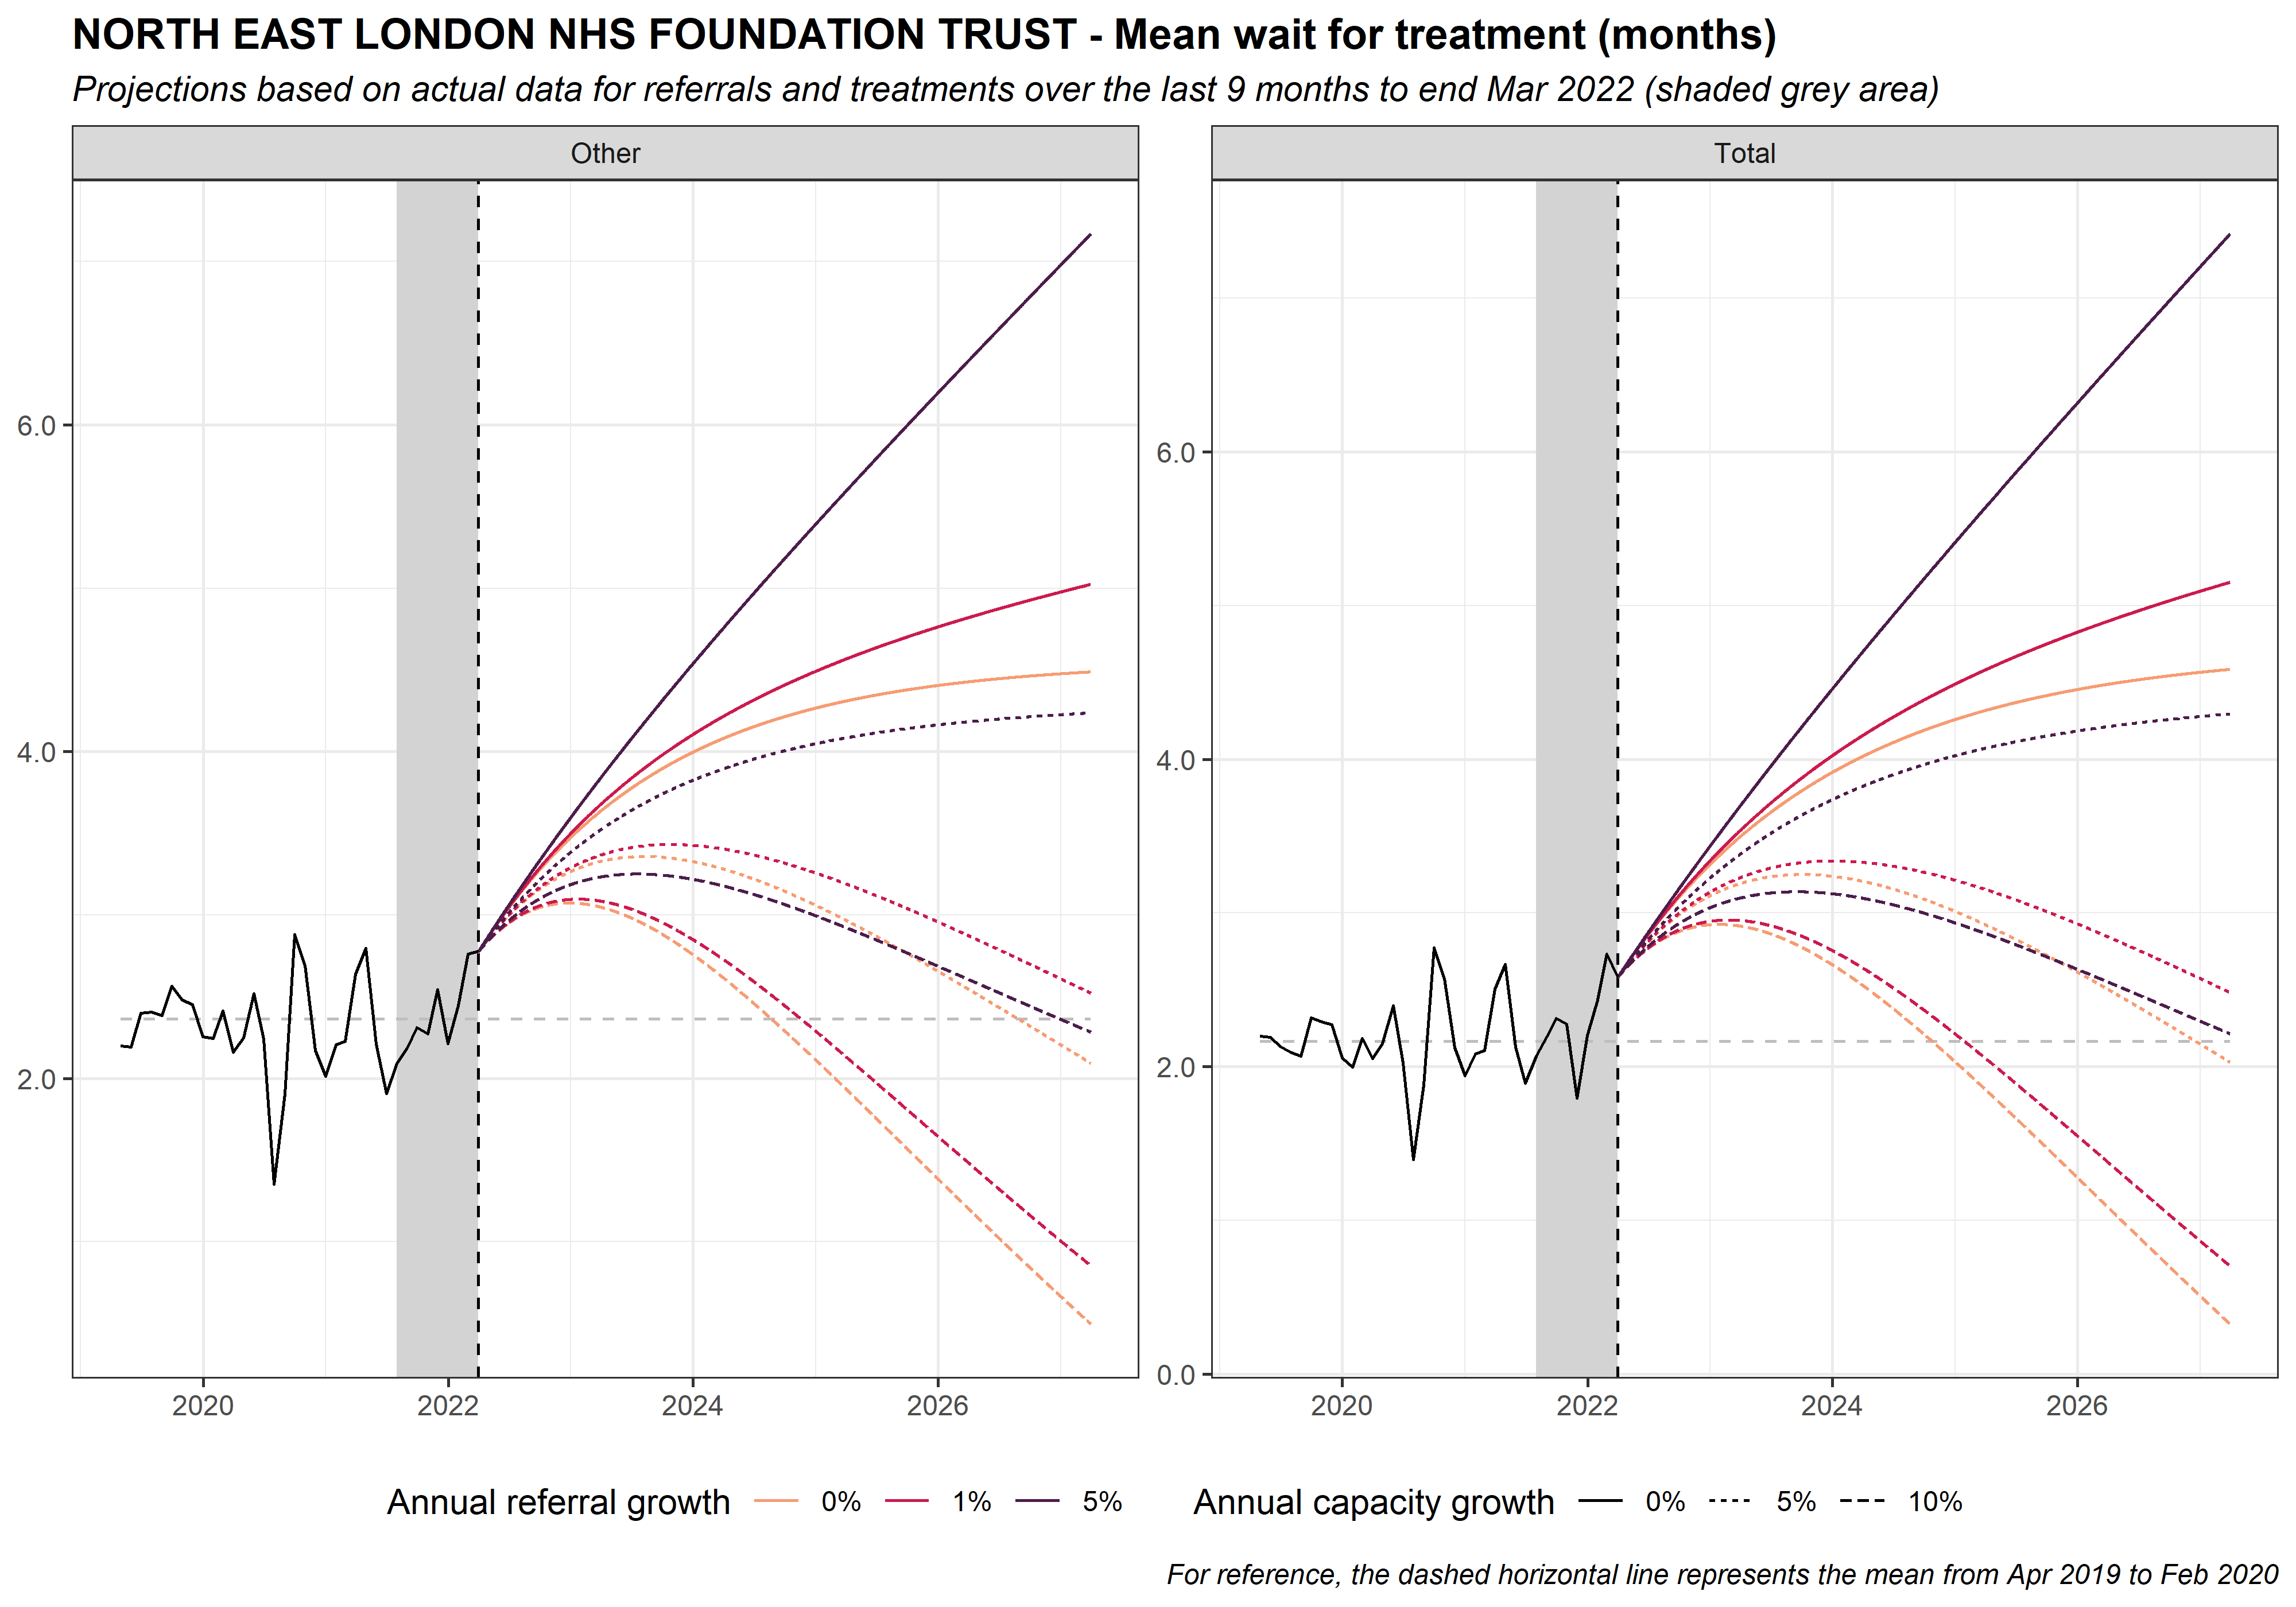 NORTH EAST LONDON NHS FOUNDATION TRUST - Mean wait for treatment (months)
Projections based on actual data for referrals and treatments over the last 9 months to end Mar 2022 (shaded grey area)
Other
6.0
4.0
2.0
2020 2022 2024 2026
Total
6.0
4.0
2.0
0.0
2020 2022 2024 2026
Annual referral growth 0% 1% 5%
Annual capacity growth 0% 5% 10%
For reference, the dashed horizontal line represents the mean from Apr 2019 to Feb 2020